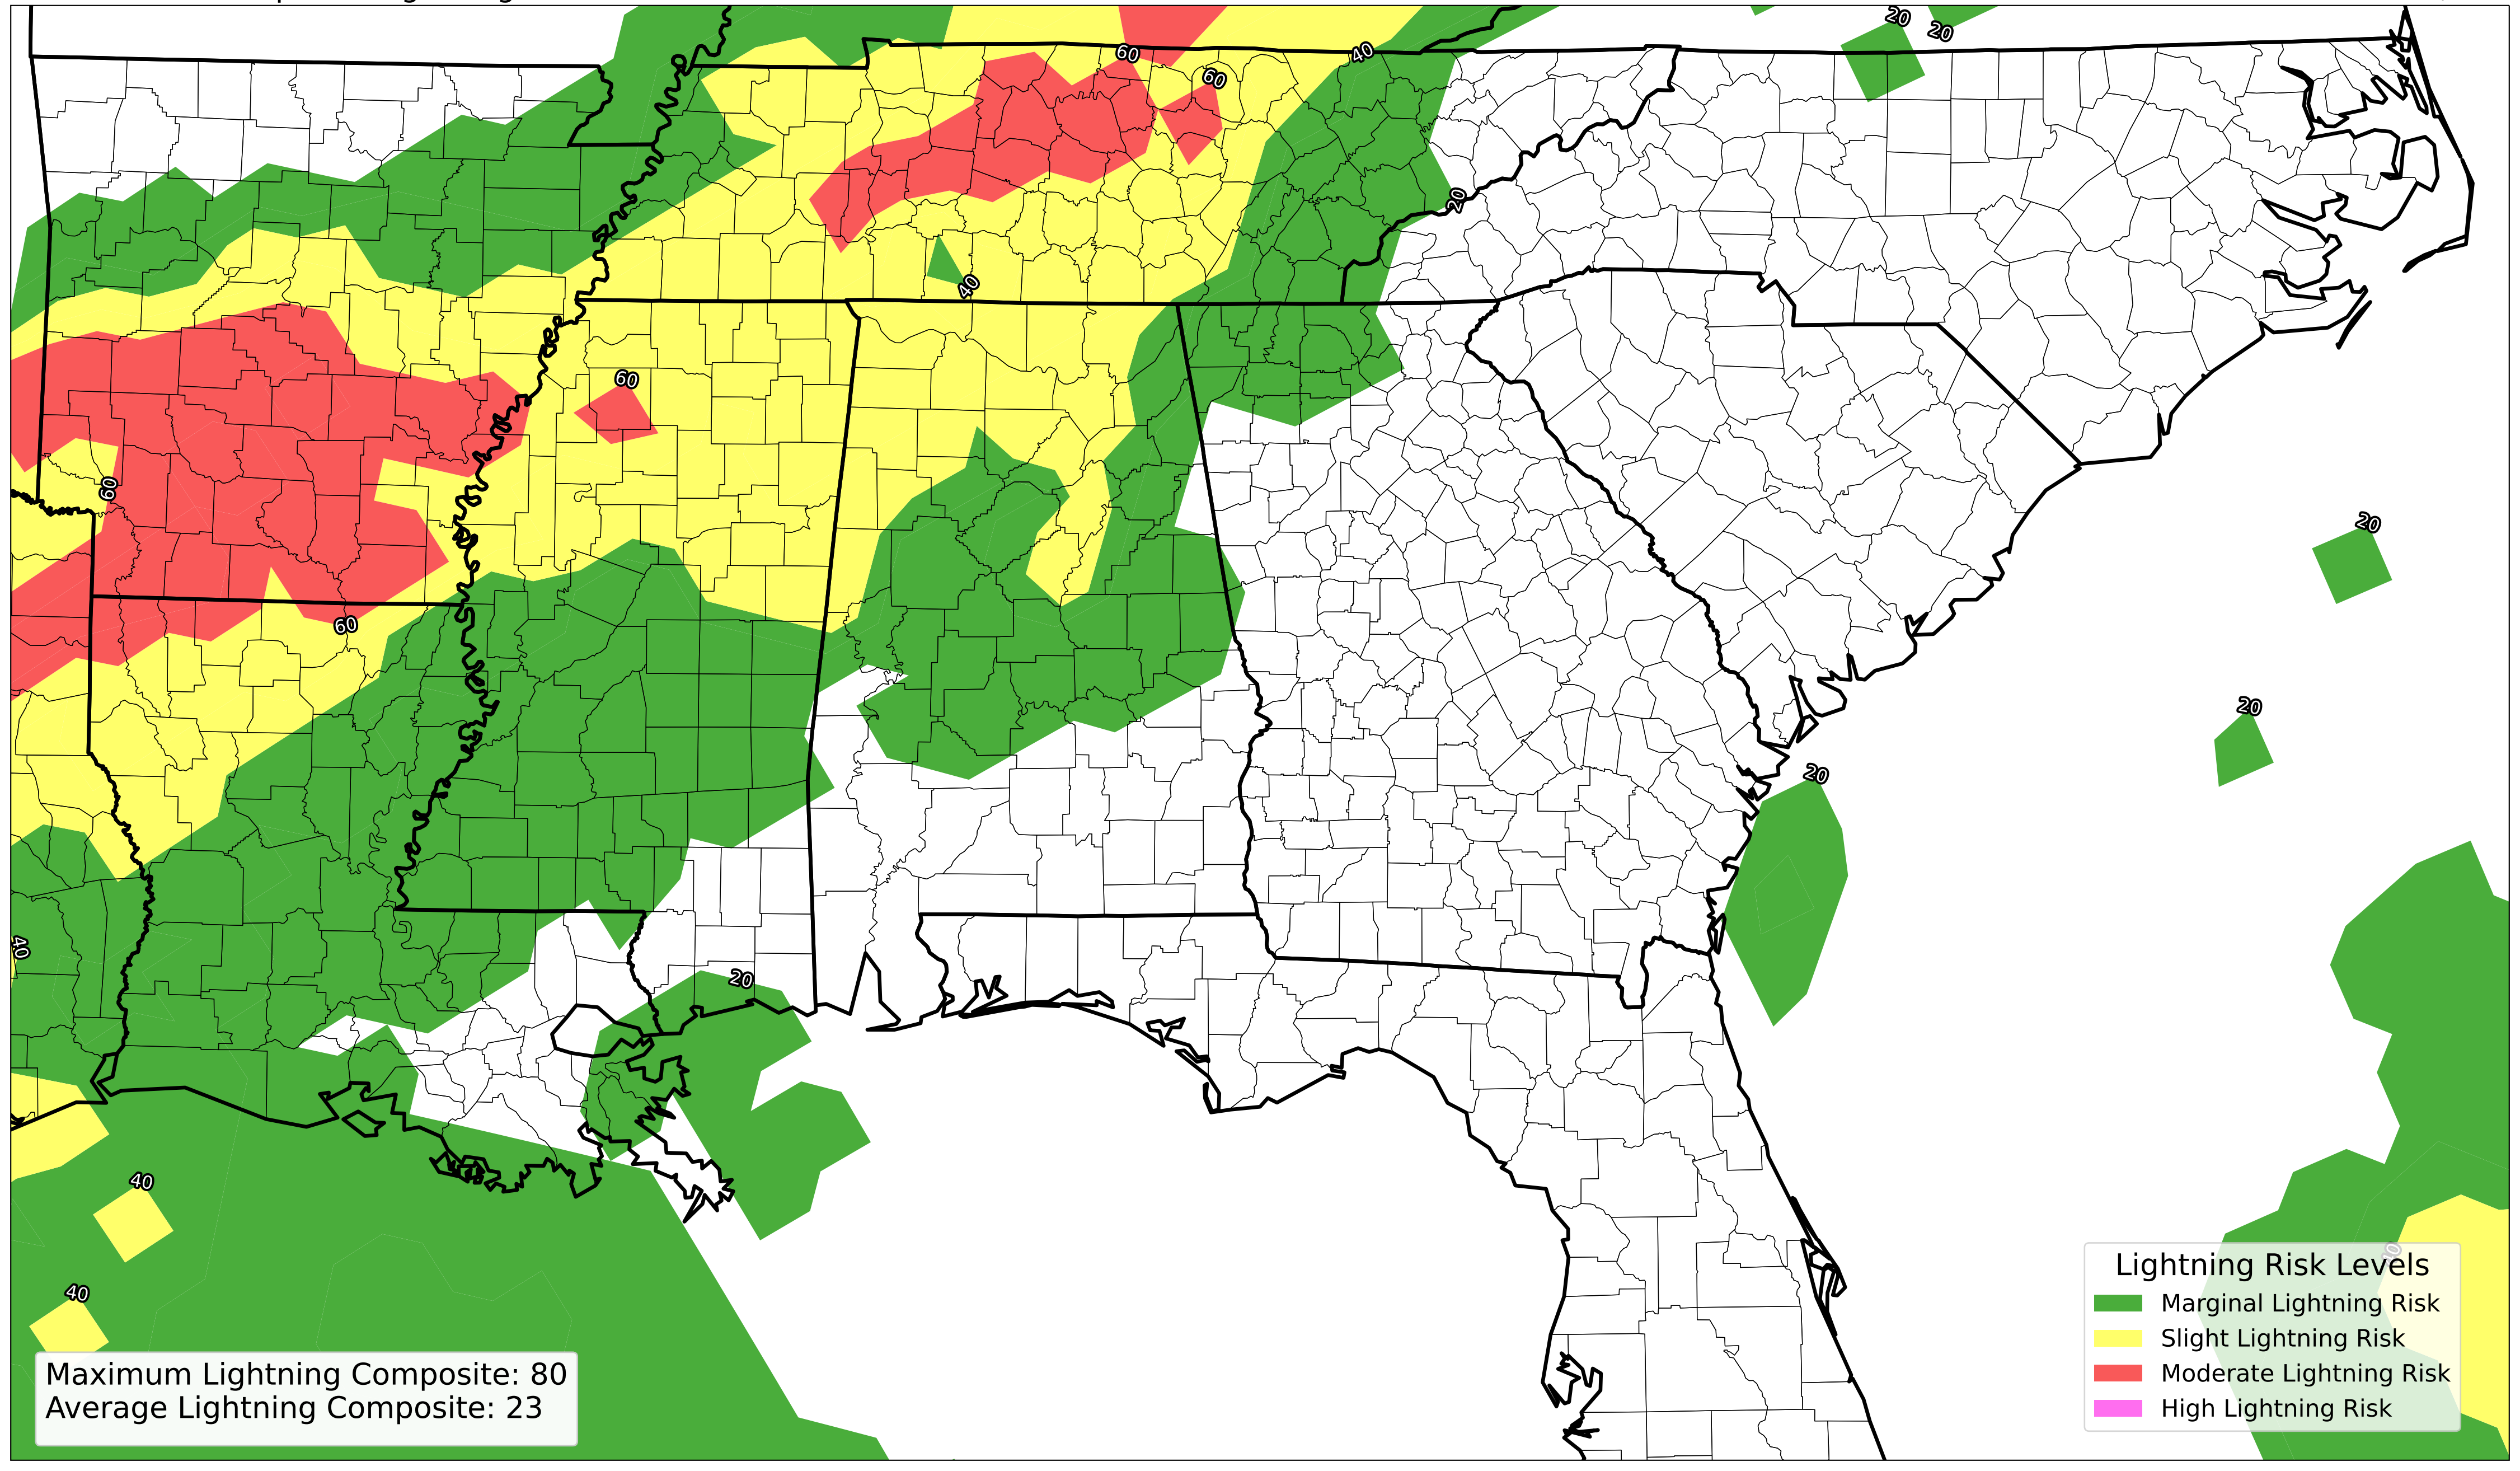 20
20
60
40
60
20
40
60
60
20
60
20
20
40
20
40
40
Lightning Risk Levels
Marginal Lightning Risk
Slight Lightning Risk
Moderate Lightning Risk
High Lightning Risk
Maximum Lightning Composite: 80
Average Lightning Composite: 23